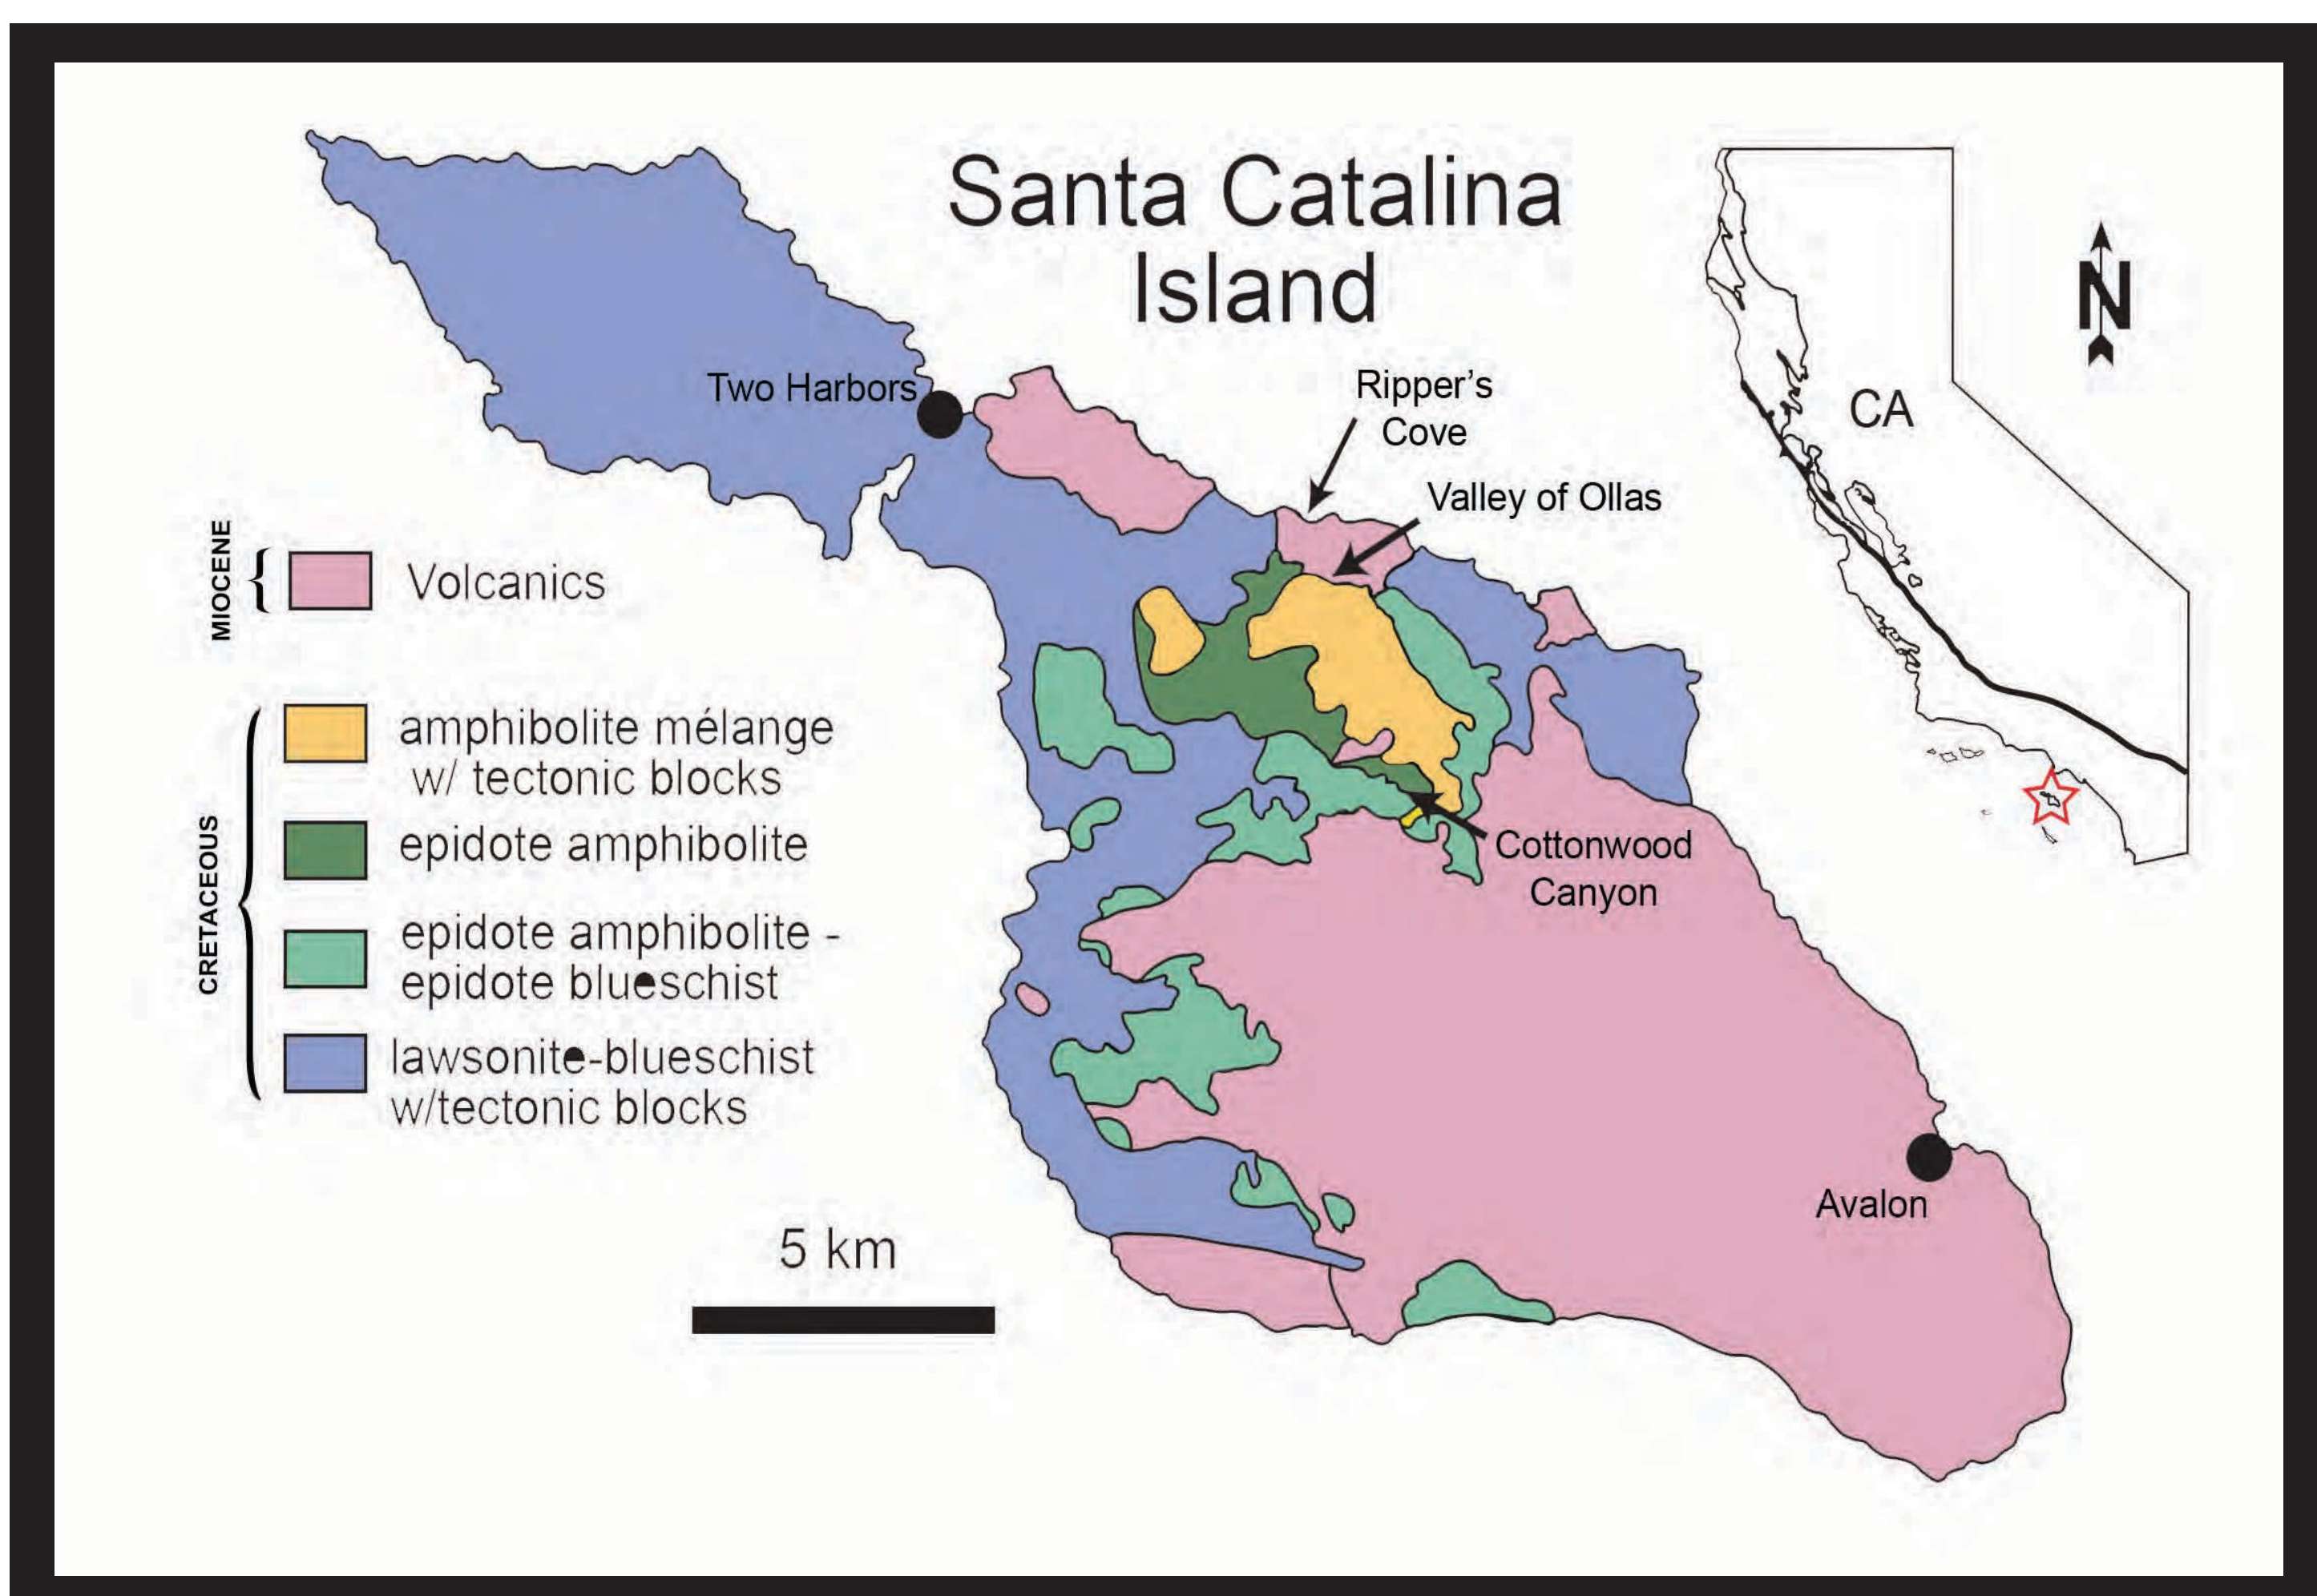 Santa Catalina
Island
N
CA
Two Harbors
Ripper's
Cove
Valley of Ollas
MIOCENE
Volcanics
CRETACEOUS
amphibolite mélange
w/ tectonic blocks
epidote amphibolite
epidote amphibolite -
epidote blueschist
lawsonite-blueschist
w/tectonic blocks
Cottonwood
Canyon
Avalon
5 km